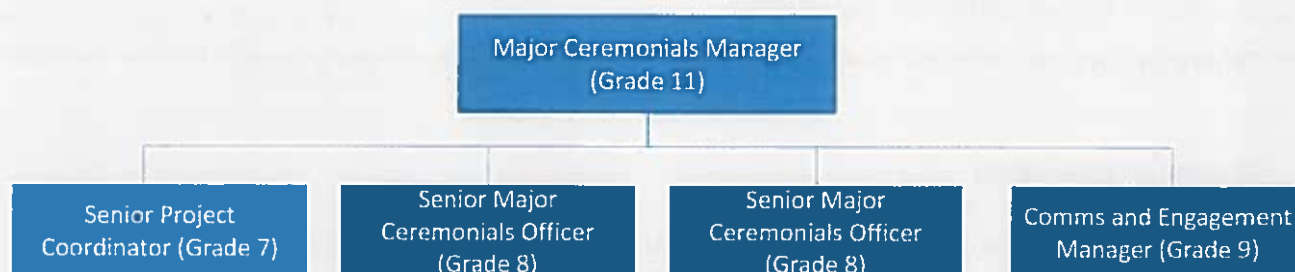 Major Ceremonials Manager
(Grade 11)
Senior Project
Coordinator (Grade 7)
Senior Major
Ceremonials Officer
(Grade 8)
Senior Major
Ceremonials Officer
(Grade 8)
Comms and Engagement
Manager (Grade 9)